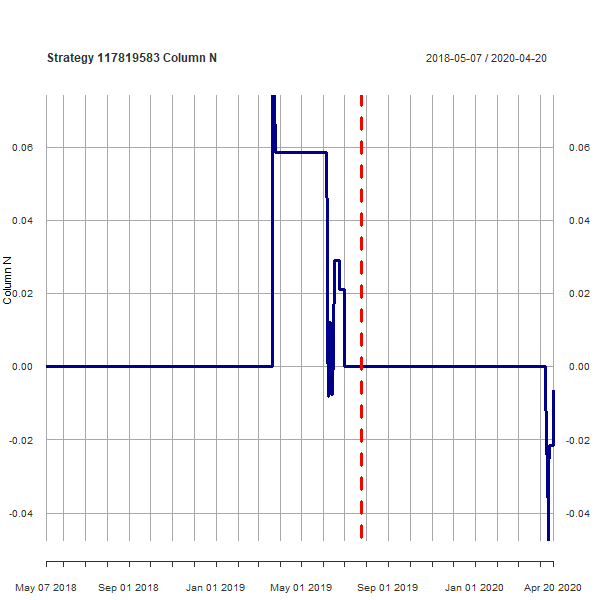 Strategy 117819583 Column N
2018-05-07 / 2020-04-20
0.06
0.06
0.04
0.04
0.02
0.02
Column N
0.00
0.00
-0.02
-0.02
-0.04
-0.04
May 07 2018
Sep 01 2018
Jan 01 2019
May 01 2019
Sep 01 2019
Jan 01 2020
Apr 20 2020